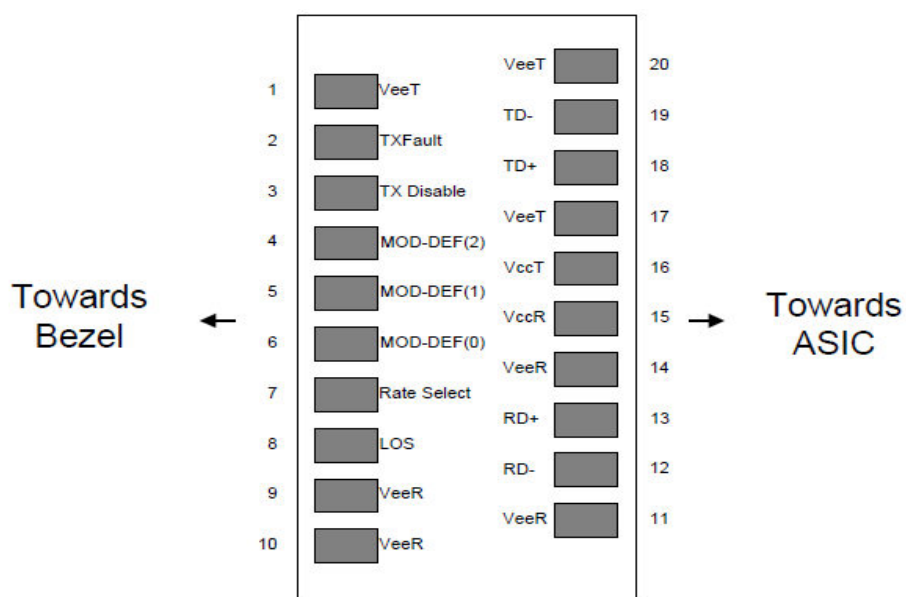 VeeT 20
1 VeeT
TD- 19
2 TXFault
TD+ 18
3 TX Disable
VeeT 17
4 MOD-DEF(2)
VccT 16
5 MOD-DEF(1)
VccR 15
6 MOD-DEF(0)
VeeR 14
7 Rate Select
RD+ 13
8 LOS
RD- 12
9 VeeR
VeeR 11
10 VeeR
Towards
Bezel
Towards
ASIC